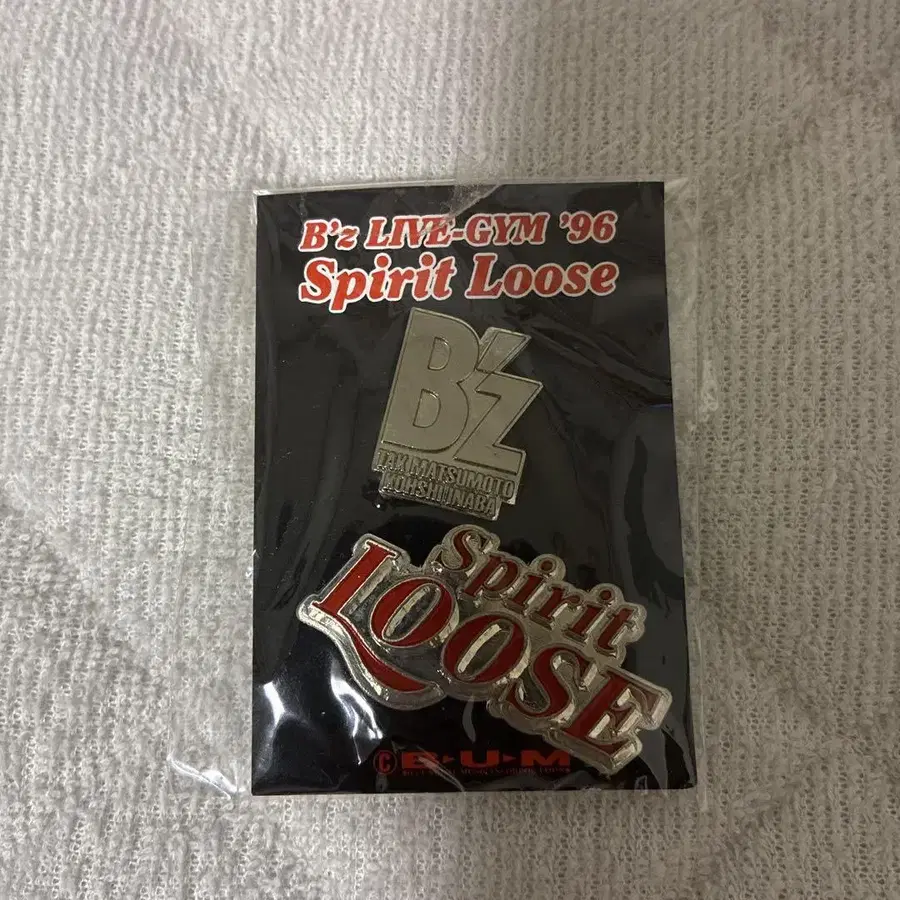 B'z LIVE-GYM '96
Spirit Loose
B'z
TAK MATSUMOTO
KOHSHI INABA
Spirit
LOOSE
© B・U・M